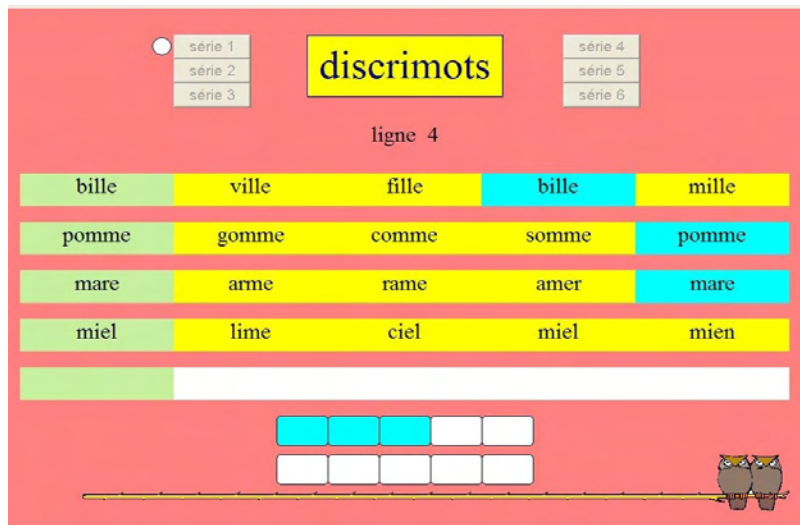 série 1
série 2
série 3
discrimots
série 4
série 5
série 6
ligne 4
bille ville fille bille mille
pomme gomme comme somme pomme
mare arme rame amer mare
miel lime ciel miel mien